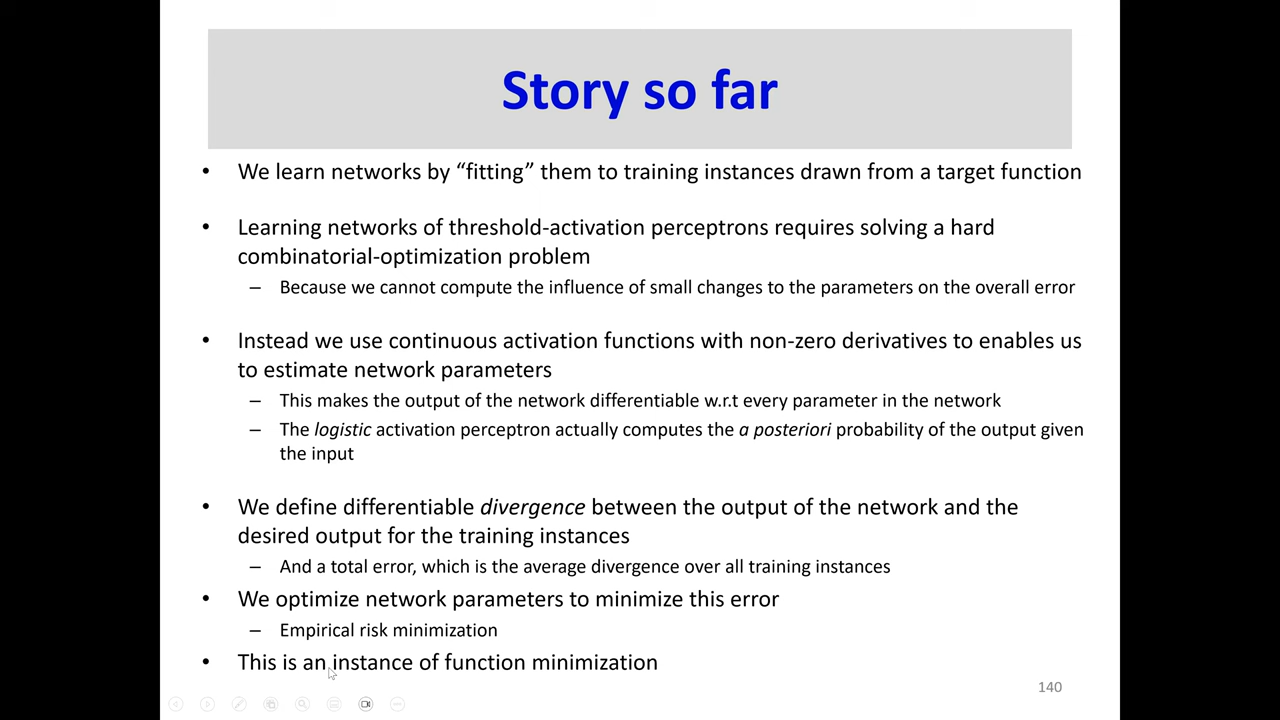 Story so far
• We learn networks by “fitting” them to training instances drawn from a target function
• Learning networks of threshold-activation perceptrons requires solving a hard
combinatorial-optimization problem
– Because we cannot compute the influence of small changes to the parameters on the overall error
• Instead we use continuous activation functions with non-zero derivatives to enables us
to estimate network parameters
– This makes the output of the network differentiable w.r.t every parameter in the network
– The logistic activation perceptron actually computes the a posteriori probability of the output given
the input
• We define differentiable divergence between the output of the network and the
desired output for the training instances
– And a total error, which is the average divergence over all training instances
• We optimize network parameters to minimize this error
– Empirical risk minimization
• This is an instance of function minimization
140